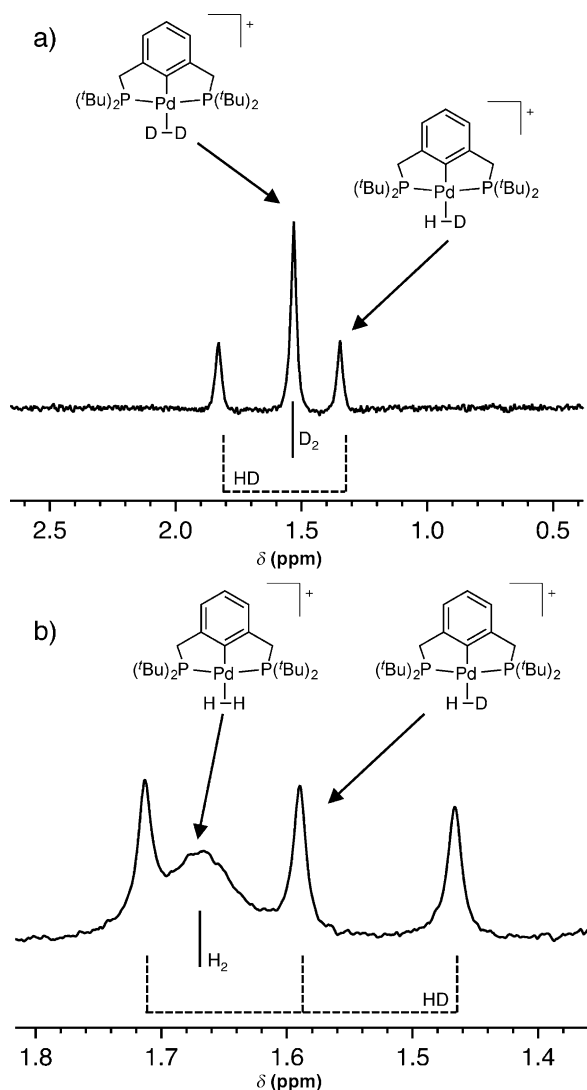 a)
+
(ᵗBu)₂P Pd P(ᵗBu)₂
D D
+
(ᵗBu)₂P Pd P(ᵗBu)₂
H D
D₂
HD
2.5 2.0 1.5 1.0 0.5
δ (ppm)
b)
+
+
(ᵗBu)₂P Pd P(ᵗBu)₂ (ᵗBu)₂P Pd P(ᵗBu)₂
H H H D
H₂
HD
1.8 1.7 1.6 1.5 1.4
δ (ppm)